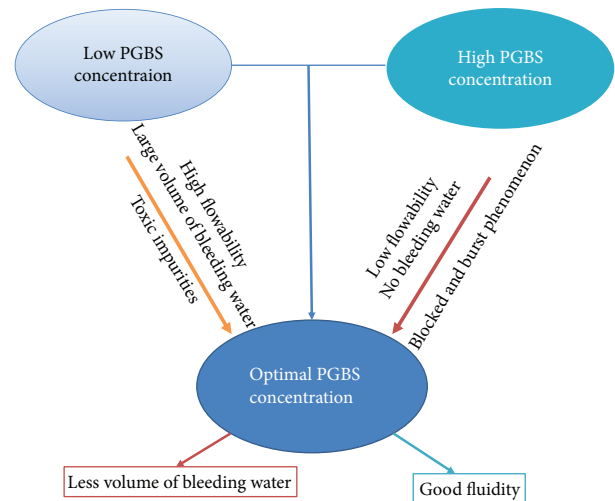 Low PGBS
concentraion
High PGBS
concentration
High flowability
Large volume of bleeding water
Toxic impurities
Low flowability
No bleeding water
Blocked and burst phenomenon
Optimal PGBS
concentration
Less volume of bleeding water
Good fluidity